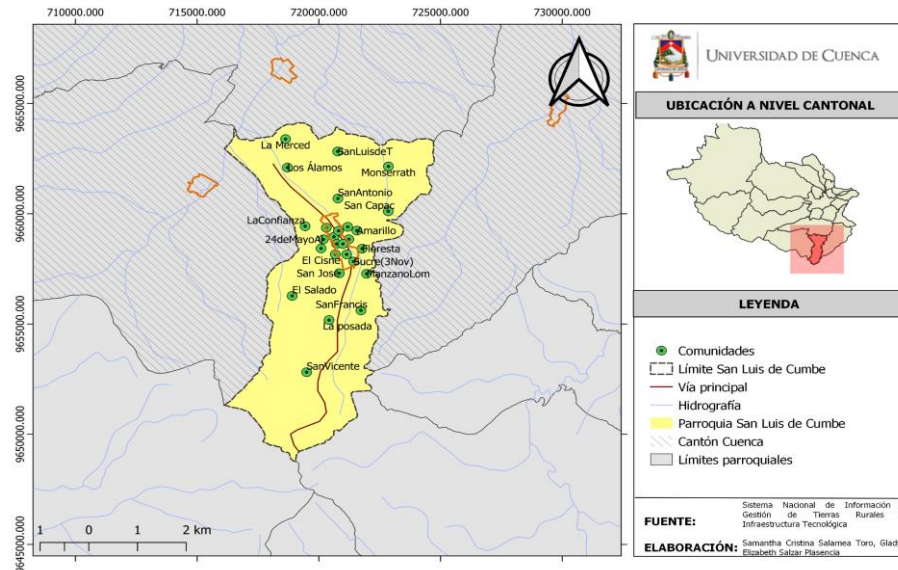 710000.000 715000.000 720000.000 725000.000 730000.000
9665000.000
9660000.000
9655000.000
9650000.000
9645000.000
La Merced
SanLuisdeT
Los Álamos
Monserrath
SanAntonio
San Capac
LaConfianza
Amarillo
24deMayoA
Floresta
El Cisne
Sucre(3Nov)
San José
ManzanoLom
El Salado
SanFrancis
La posada
SanVicente
1 0 1 2 km
UNIVERSIDAD DE CUENCA
UBICACIÓN A NIVEL CANTONAL
LEYENDA
Comunidades
Límite San Luis de Cumbe
Vía principal
Hidrografía
Parroquia San Luis de Cumbe
Cantón Cuenca
Límites parroquiales
FUENTE:
Sistema Nacional de Información
Gestión de Tierras Rurales
Infraestructura Tecnológica
ELABORACIÓN:
Samantha Cristina Salamea Toro, Glady
Elizabeth Salzar Plasencia